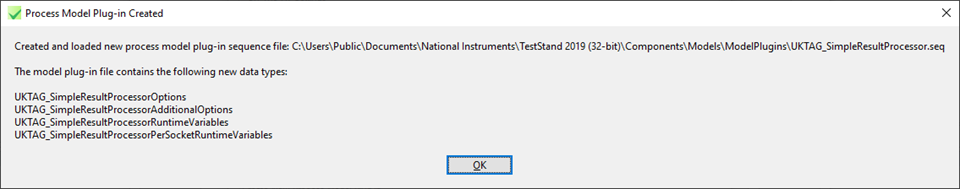 Process Model Plug-in Created
Created and loaded new process model plug-in sequence file: C:\Users\Public\Documents\National Instruments\TestStand 2019 (32-bit)\Components\Models\ModelPlugins\UKTAG_SimpleResultProcessor.seq
The model plug-in file contains the following new data types:
UKTAG_SimpleResultProcessorOptions
UKTAG_SimpleResultProcessorAdditionalOptions
UKTAG_SimpleResultProcessorRuntimeVariables
UKTAG_SimpleResultProcessorPerSocketRuntimeVariables
OK